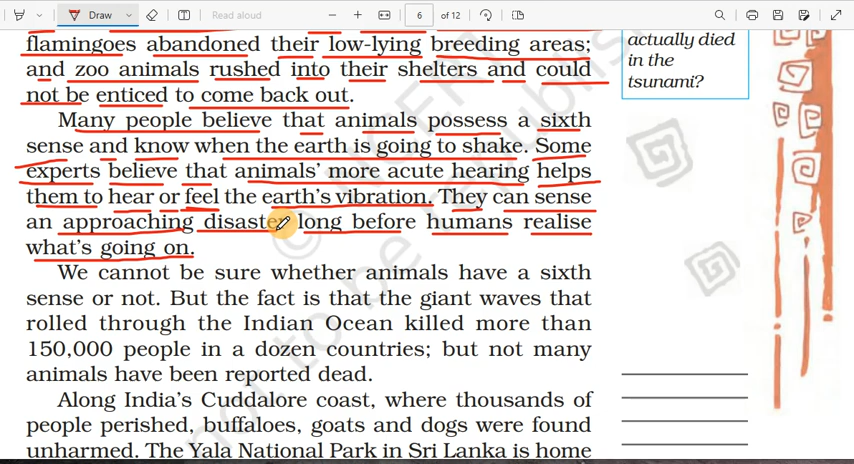 Draw
6
of 12
Read aloud
flamingoes abandoned their low-lying breeding areas;
and zoo animals rushed into their shelters and could
not be enticed to come back out.
Many people believe that animals possess a sixth
sense and know when the earth is going to shake. Some
experts believe that animals' more acute hearing helps
them to hear or feel the earth's vibration. They can sense
an approaching disaster long before humans realise
what's going on.
We cannot be sure whether animals have a sixth
sense or not. But the fact is that the giant waves that
rolled through the Indian Ocean killed more than
150,000 people in a dozen countries; but not many
animals have been reported dead.
Along India's Cuddalore coast, where thousands of
people perished, buffaloes, goats and dogs were found
unharmed. The Yala National Park in Sri Lanka is home
actually died
in the
tsunami?
© NCERT
not to be republished